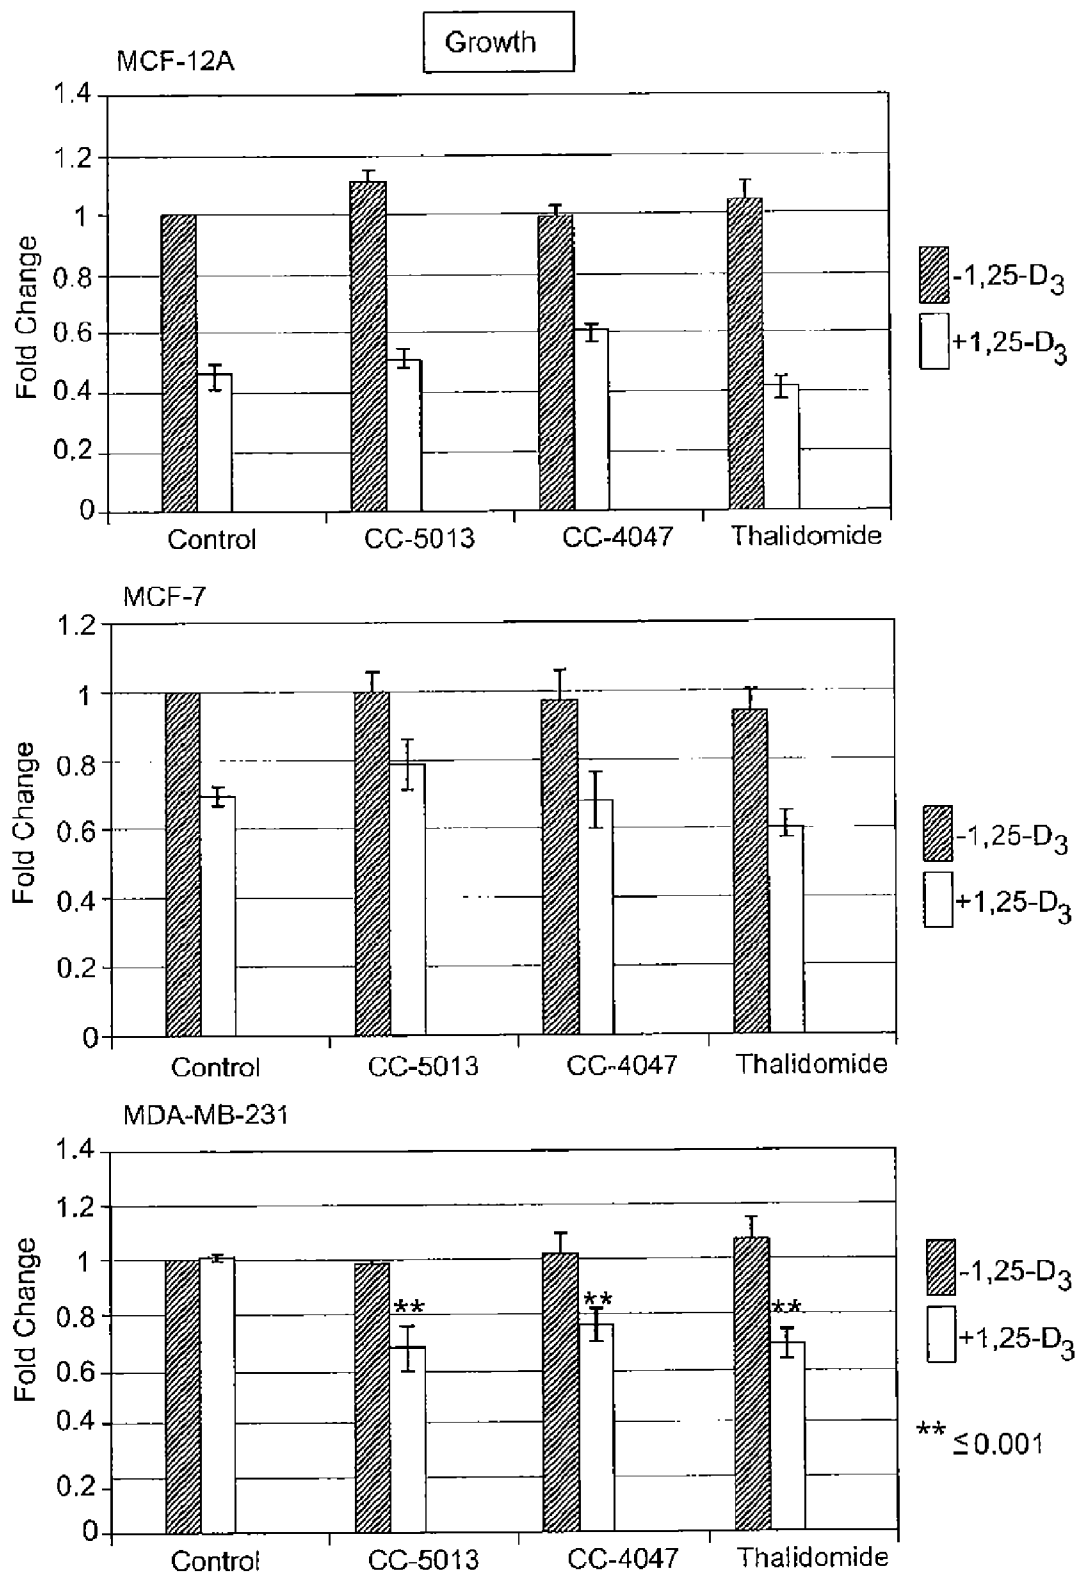 Growth
MCF-12A
1.4
1.2
1
0.8
0.6
0.4
0.2
0
Fold Change
Control CC-5013 CC-4047 Thalidomide
-1,25-D3
+1,25-D3
MCF-7
1.2
1
0.8
0.6
0.4
0.2
0
Fold Change
Control CC-5013 CC-4047 Thalidomide
-1,25-D3
+1,25-D3
MDA-MB-231
1.4
1.2
1
0.8
0.6
0.4
0.2
0
Fold Change
** ** **
Control CC-5013 CC-4047 Thalidomide
-1,25-D3
+1,25-D3
** ≤0.001